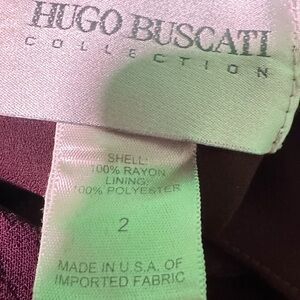 HUGO BUSCATI
COLLECTION
SHELL:
100% RAYON
LINING:
100% POLYESTER
2
MADE IN U.S.A. OF
IMPORTED FABRIC